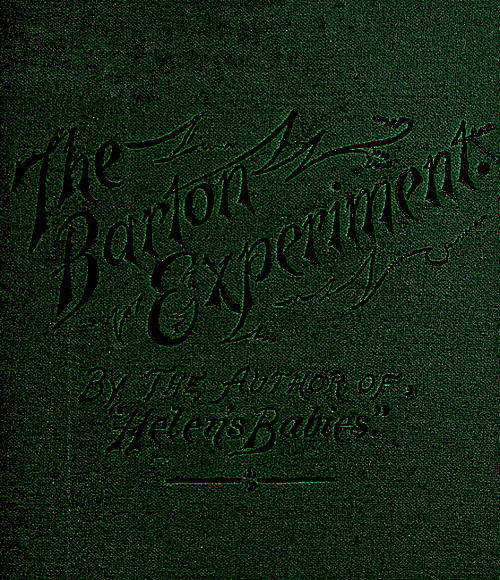 The
Barton
Experiment.
By The Author of,
"Helen's Babies."